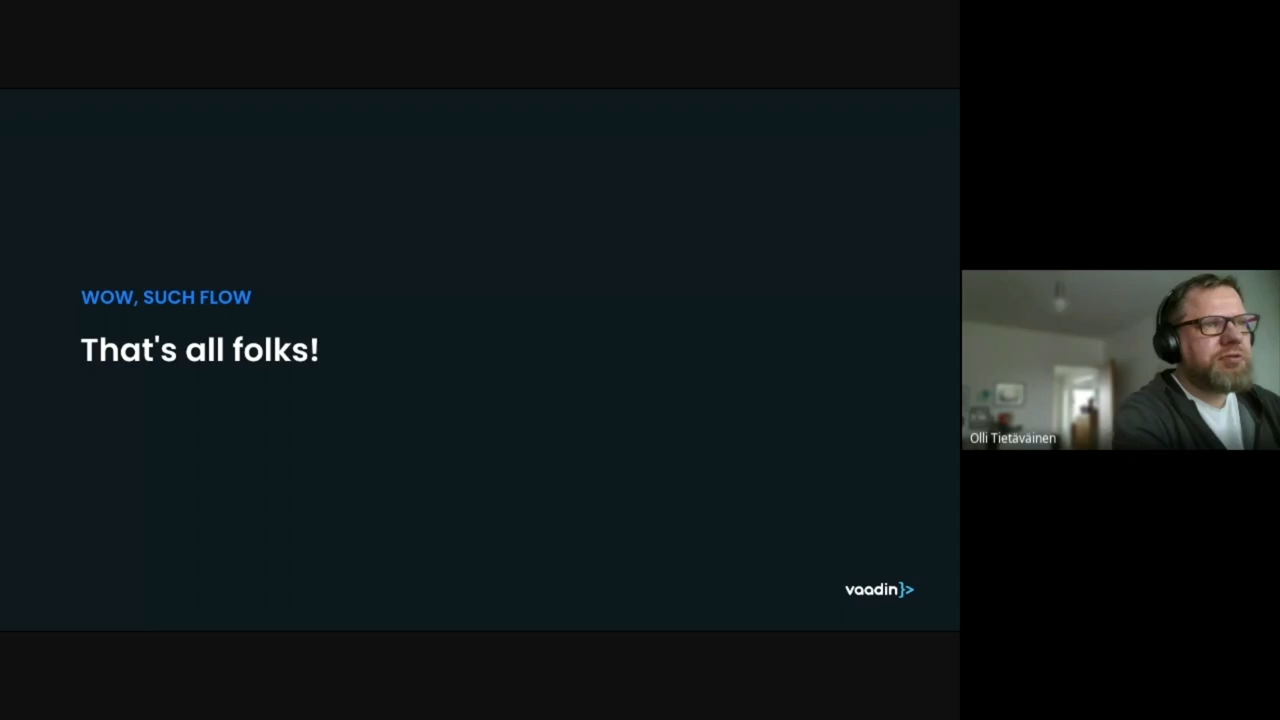 WOW, SUCH FLOW
That's all folks!
vaadin}>
Olli Tietäväinen